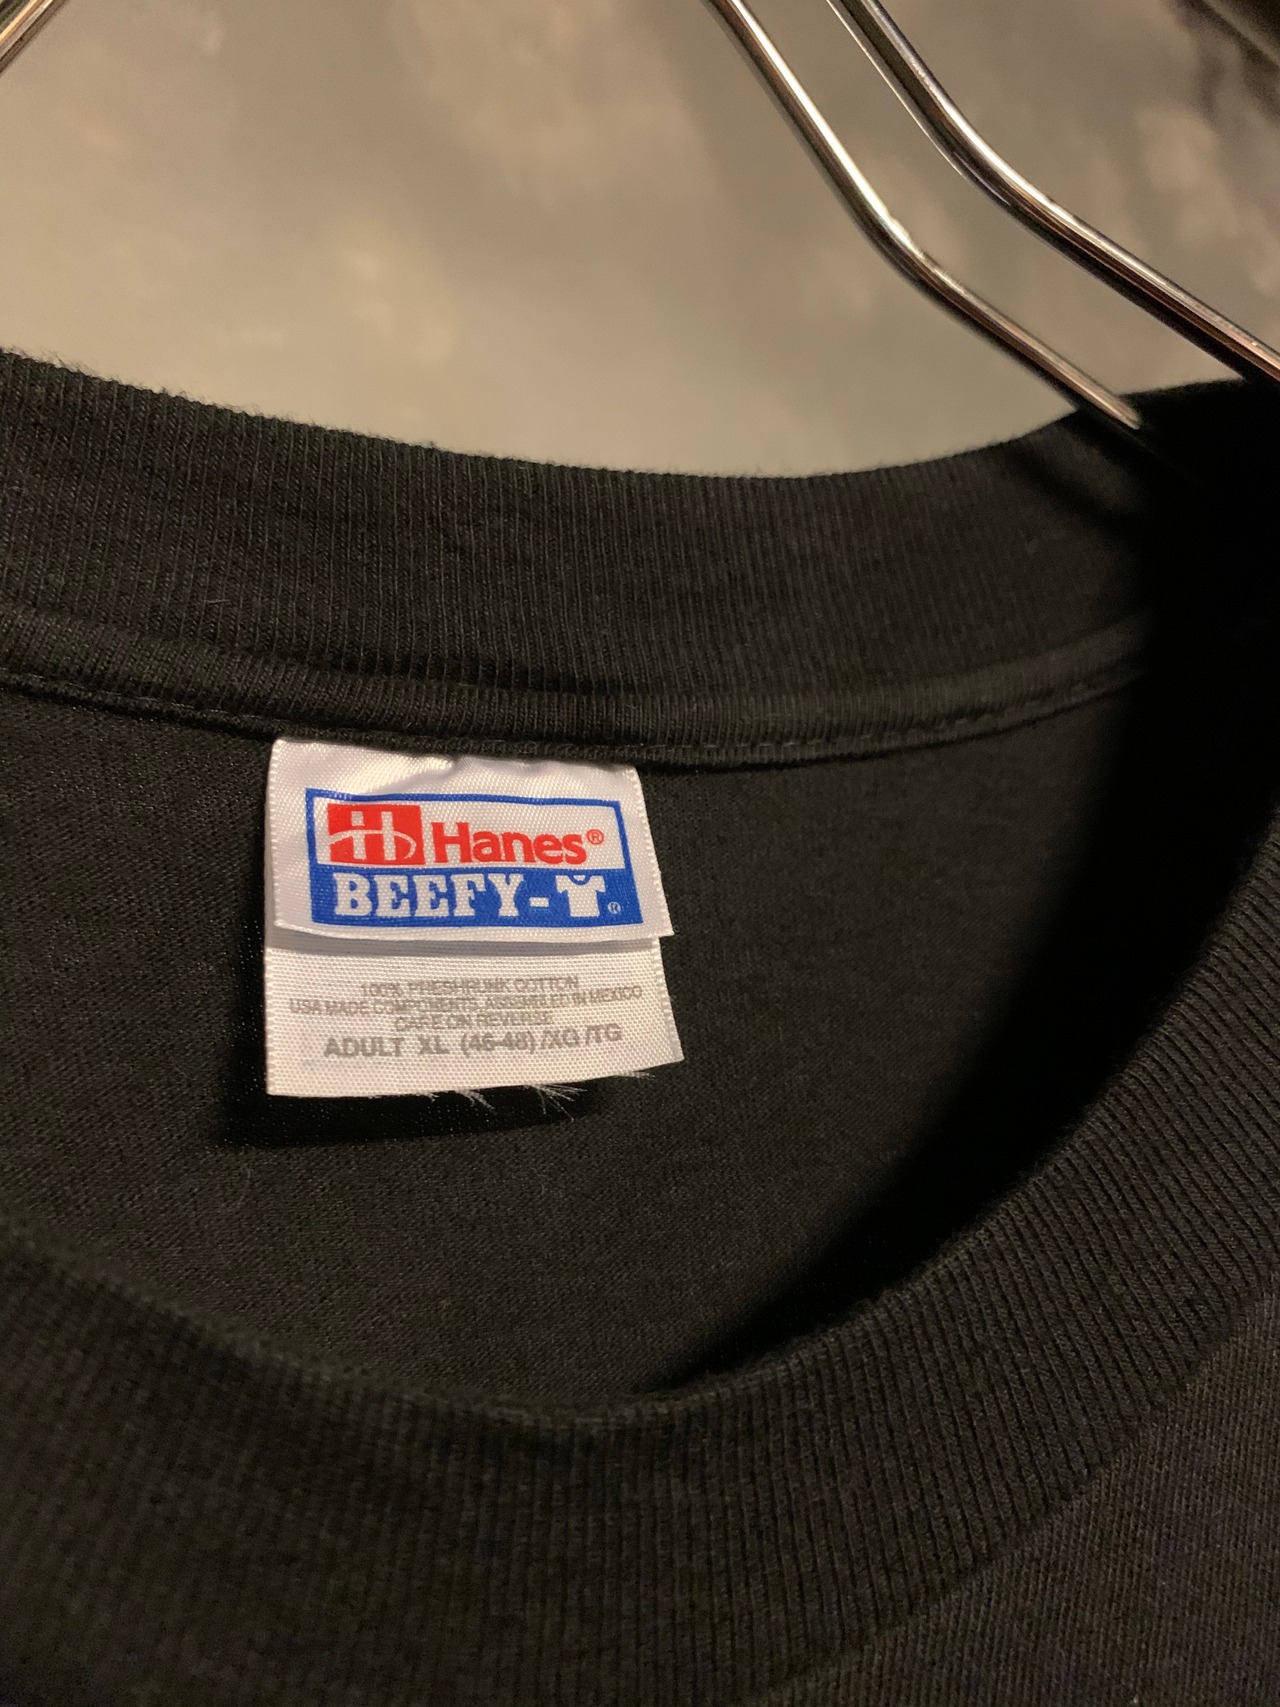 Hanes®
BEEFY-T®
100% PRESHRUNK COTTON
USA MADE COMPONENTS, ASSEMBLED IN MEXICO
CARE ON REVERSE
ADULT XL (46-48) /XG /TG